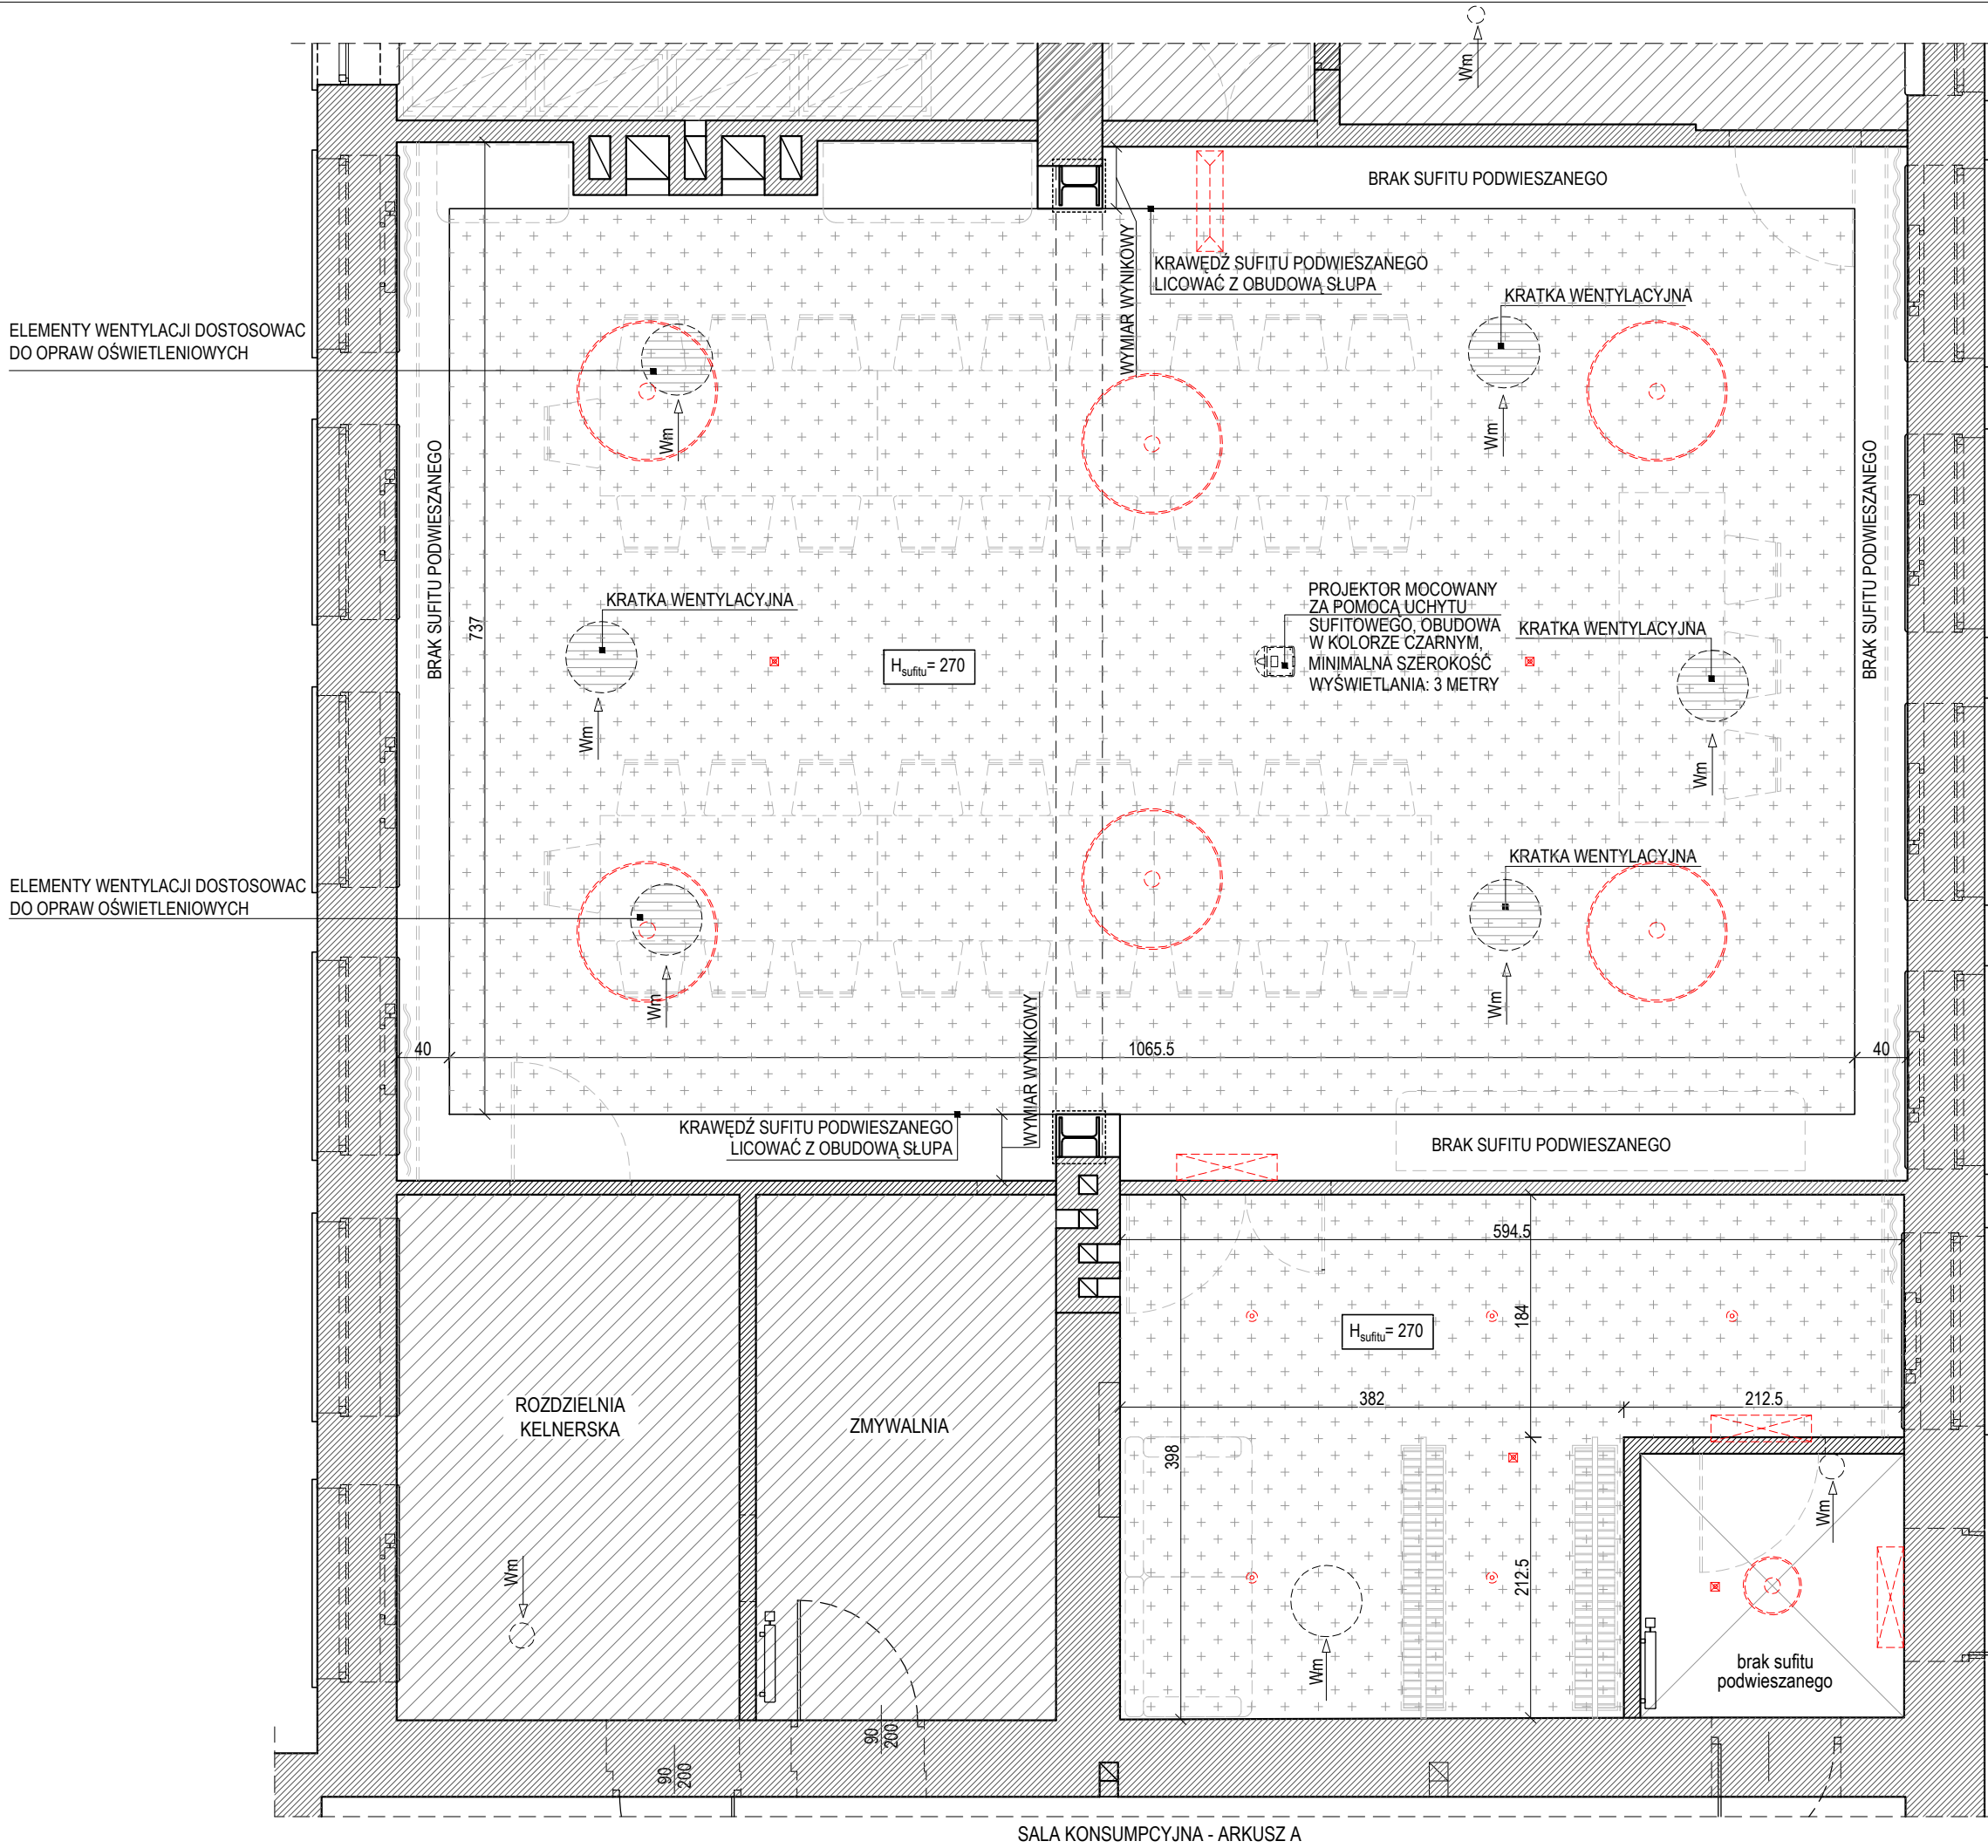 Wm
BRAK SUFITU PODWIESZANEGO
WYMIAR WYNIKOWY
KRAWĘDŹ SUFITU PODWIESZANEGO
LICOWAĆ Z OBUDOWĄ SŁUPA
KRATKA WENTYLACYJNA
ELEMENTY WENTYLACJI DOSTOSOWAC
DO OPRAW OŚWIETLENIOWYCH
Wm
Wm
BRAK SUFITU PODWIESZANEGO
BRAK SUFITU PODWIESZANEGO
737
KRATKA WENTYLACYJNA
PROJEKTOR MOCOWANY
ZA POMOCĄ UCHYTU
SUFITOWEGO, OBUDOWA
W KOLORZE CZARNYM,
MINIMALNA SZEROKOŚĆ
WYŚWIETLANIA: 3 METRY
KRATKA WENTYLACYJNA
Hsufitu= 270
Wm
Wm
KRATKA WENTYLACYJNA
ELEMENTY WENTYLACJI DOSTOSOWAC
DO OPRAW OŚWIETLENIOWYCH
Wm
Wm
WYMIAR WYNIKOWY
40
1065.5
40
KRAWĘDŹ SUFITU PODWIESZANEGO
LICOWAĆ Z OBUDOWĄ SŁUPA
BRAK SUFITU PODWIESZANEGO
594.5
184
Hsufitu= 270
382
212.5
ROZDZIELNIA
KELNERSKA
ZMYWALNIA
398
Wm
Wm
212.5
Wm
brak sufitu
podwieszanego
90
200
90
200
SALA KONSUMPCYJNA - ARKUSZ A